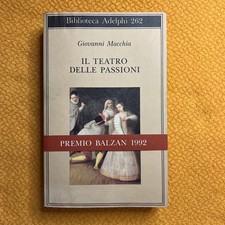 Biblioteca Adelphi 262
Giovanni Macchia
IL TEATRO
DELLE PASSIONI
PREMIO BALZAN 1992